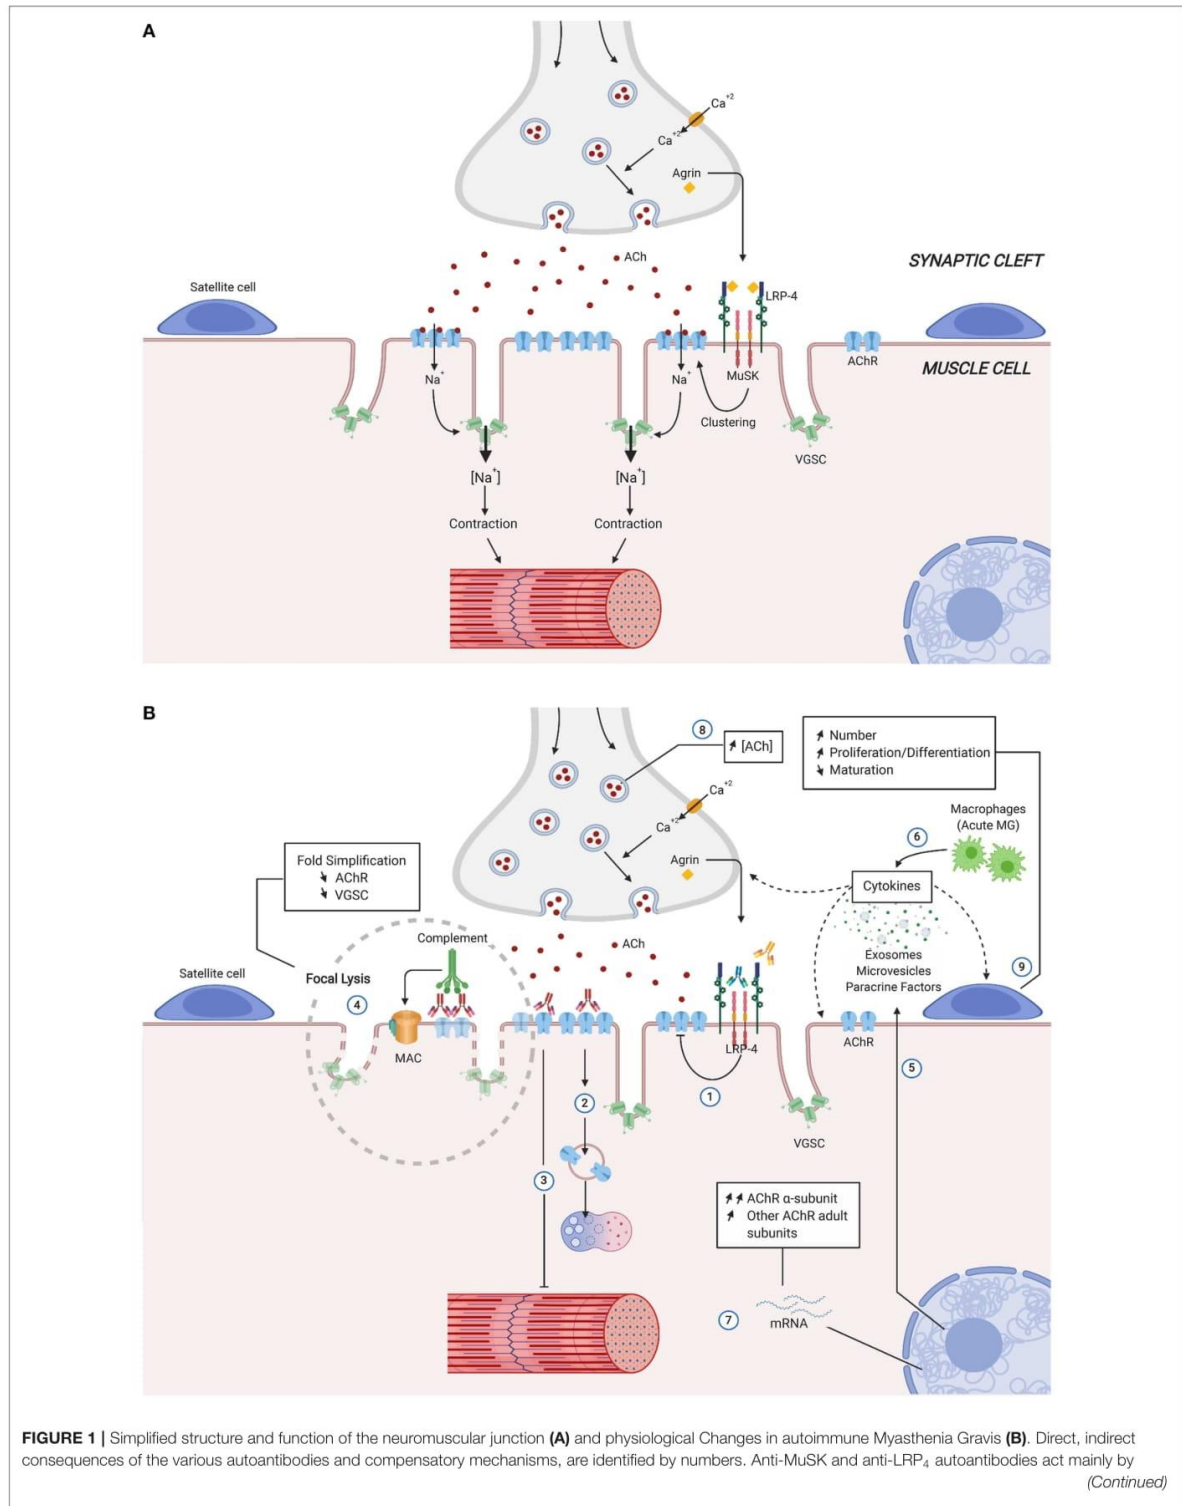 A
Ca+2
Ca+2
Agrin
ACh
SYNAPTIC CLEFT
Satellite cell
LRP-4
AChR
MUSCLE CELL
Na+
Na+
MuSK
Clustering
VGSC
[Na+]
[Na+]
Contraction
Contraction
B
8
[ACh]
Number
Proliferation/Differentiation
Maturation
Ca+2
Ca+2
Macrophages
(Acute MG)
6
Fold Simplification
AChR
VGSC
Agrin
Cytokines
Complement
ACh
Exosomes
Microvesicles
Paracrine Factors
9
Satellite cell
Focal Lysis
4
MAC
LRP-4
AChR
1
5
2
VGSC
3
AChR α-subunit
Other AChR adult
subunits
7
mRNA
FIGURE 1 | Simplified structure and function of the neuromuscular junction (A) and physiological Changes in autoimmune Myasthenia Gravis (B). Direct, indirect
consequences of the various autoantibodies and compensatory mechanisms, are identified by numbers. Anti-MuSK and anti-LRP4 autoantibodies act mainly by
(Continued)